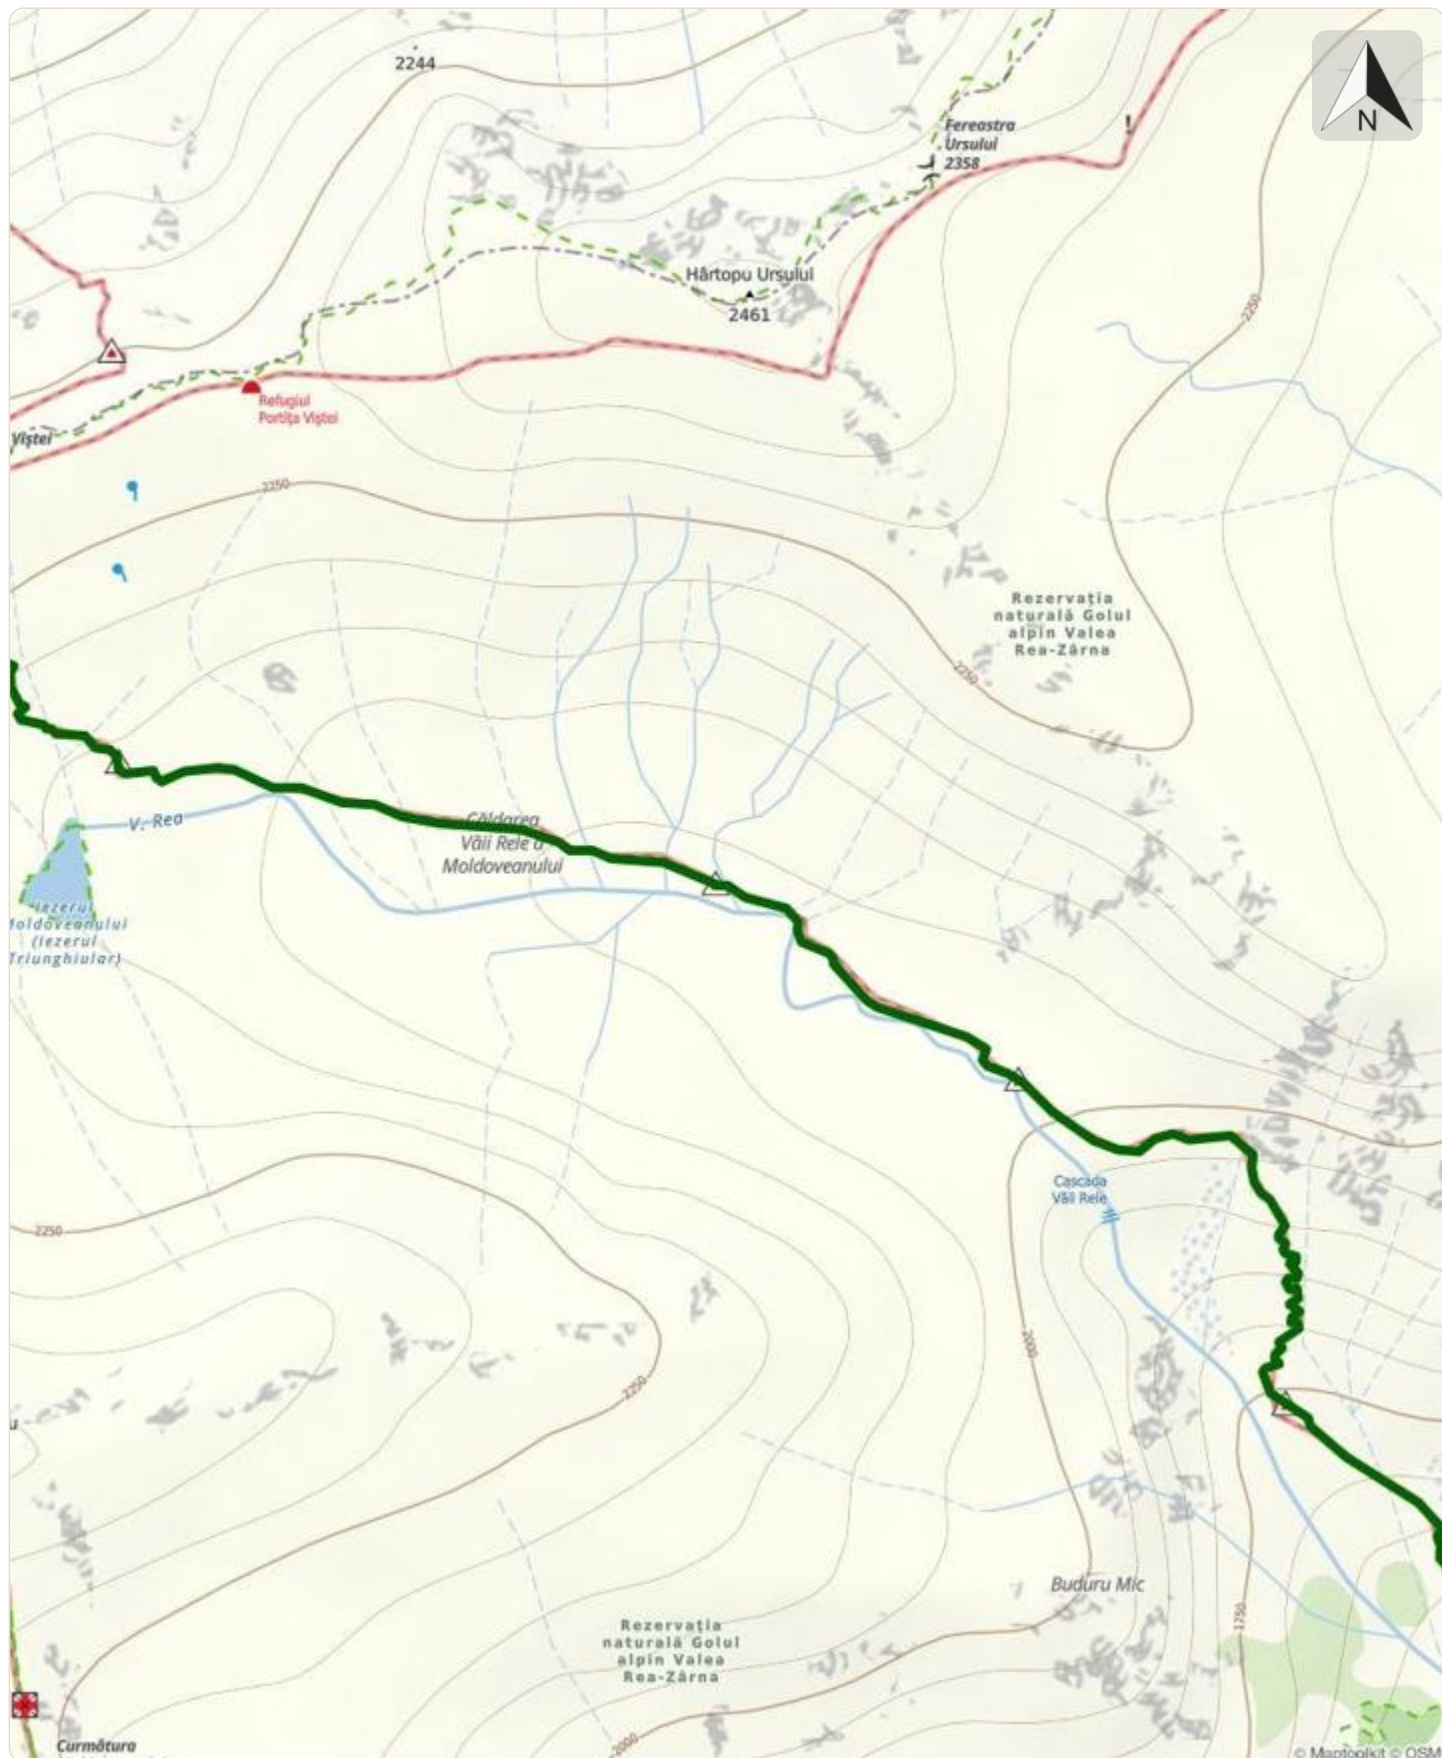 2244
N
Fereastra
Ursului
2358
Hârtopu Ursului
2461
2250
Refugiul
Portița Viștei
Viștei
2250
Rezervația
naturală Golul
alpin Valea
Rea-Zârna
2250
V. Rea
Căldarea
Văii Rele a
Moldoveanului
Iezerul
Moldoveanului
(Iezerul
Triunghiular)
Cascada
Văii Rele
2250
2000
2250
Buduru Mic
1750
Rezervația
naturală Golul
alpin Valea
Rea-Zârna
2000
Curmătura
© Maptoolkit © OSM